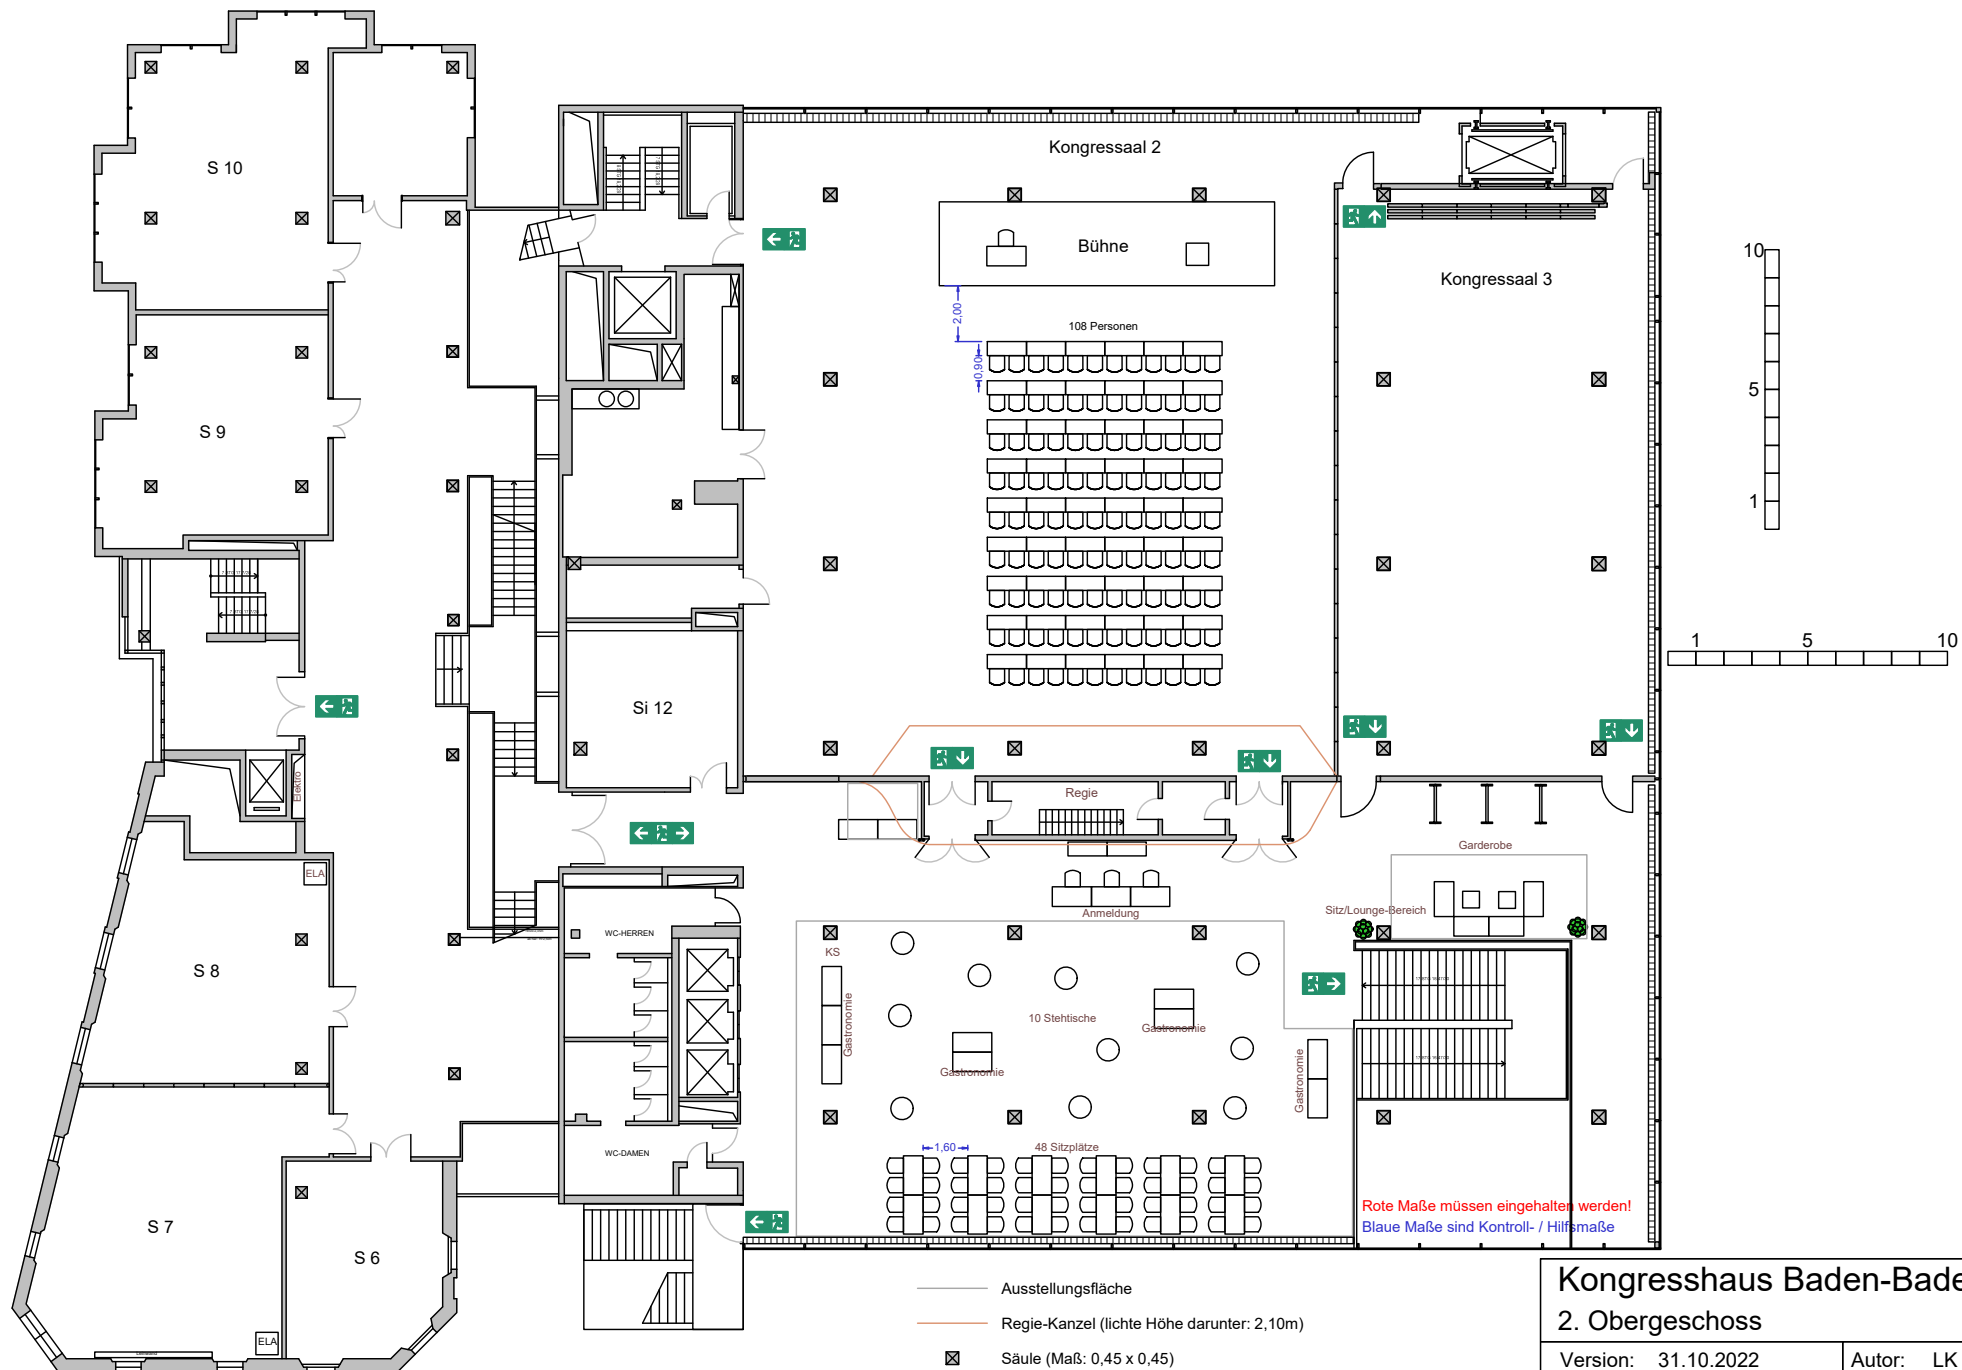 Kongressaal 2
S 10
Bühne
Kongressaal 3
10
5
1
2,00
108 Personen
0,90
S 9
1 5 10
Si 12
Elektro
Regie
Garderobe
ELA
Anmeldung
Sitz/Lounge-Bereich
WC-HERREN
KS
S 8
Gastronomie
10 Stehtische
Gastronomie
Gastronomie
Gastronomie
1,60
48 Sitzplätze
WC-DAMEN
Rote Maße müssen eingehalten werden!
Blaue Maße sind Kontroll- / Hilfsmaße
S 7
S 6
ELA
Ausstellungsfläche
Regie-Kanzel (lichte Höhe darunter: 2,10m)
Säule (Maß: 0,45 x 0,45)
Kongresshaus Baden-Bade
2. Obergeschoss
Version: 31.10.2022
Autor: LK